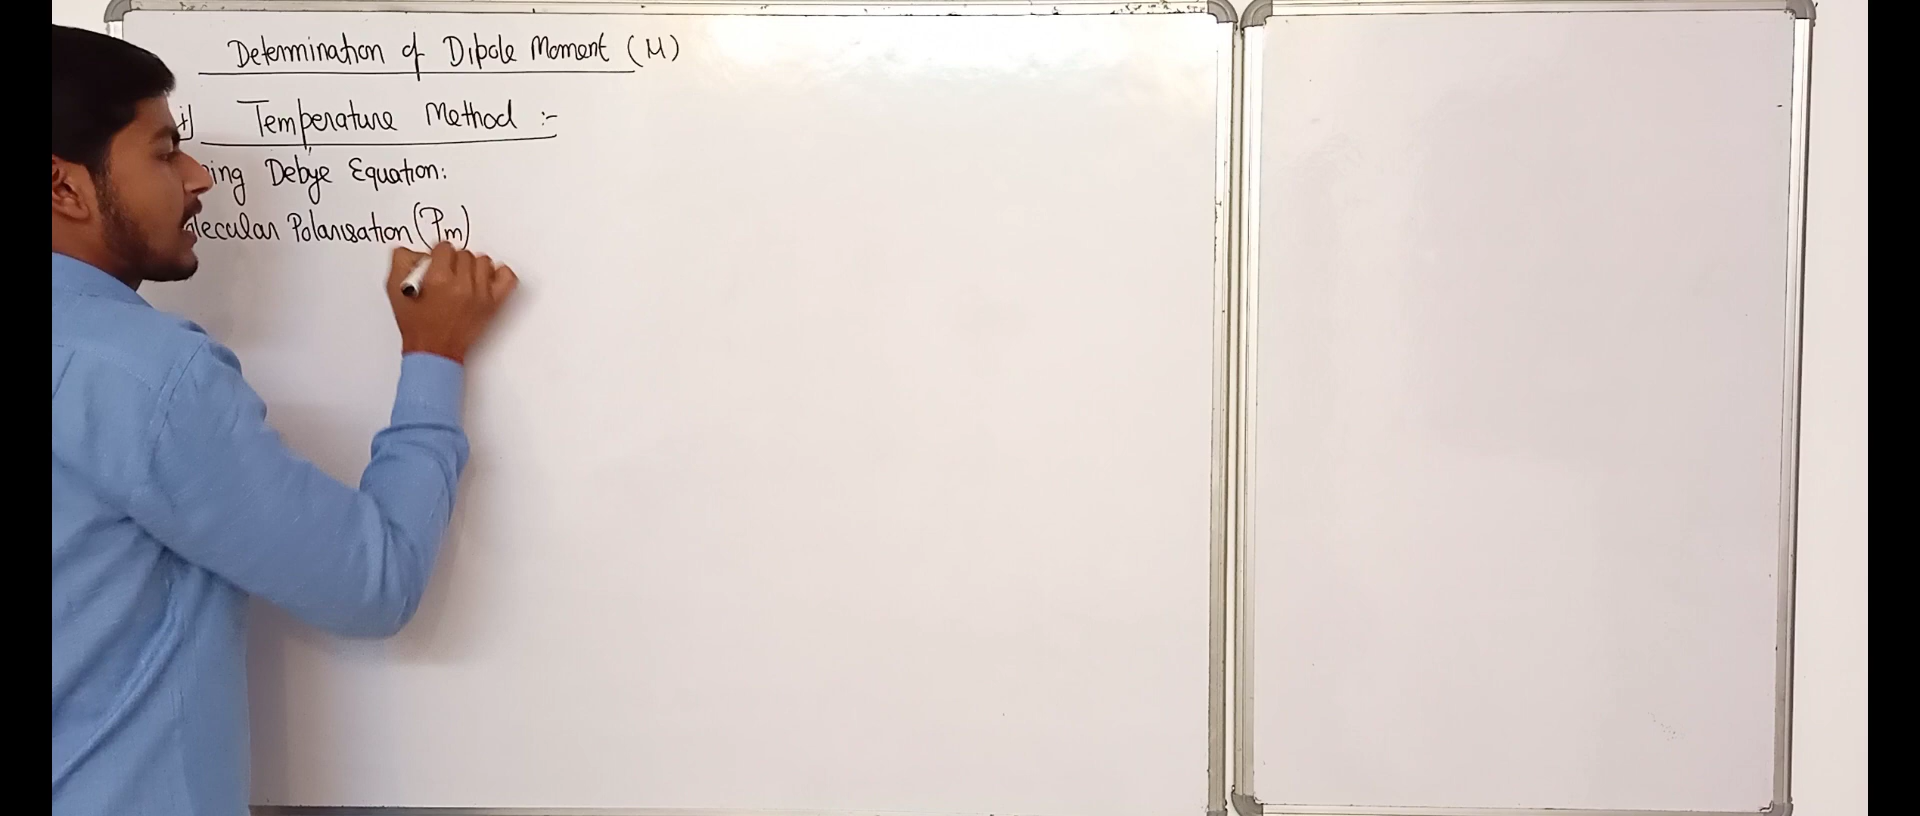 Determination of Dipole Moment (μ)
Temperature Method :-
Debye Equation:
Polarisation (Pm)